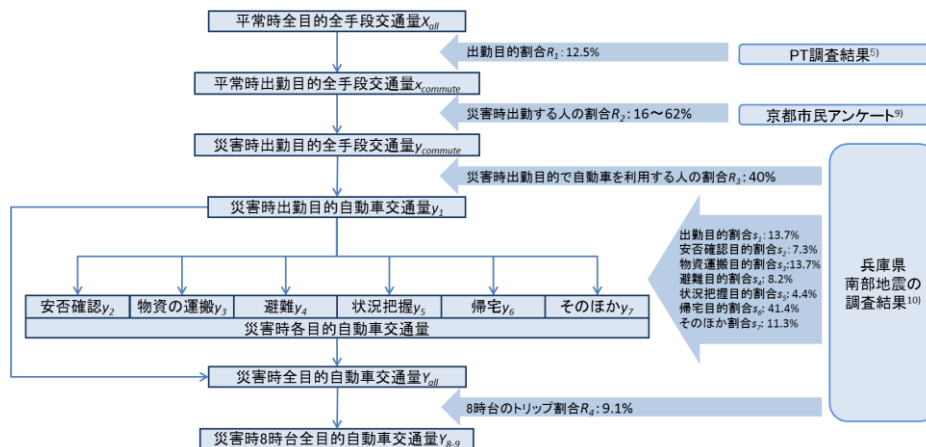 平常時全目的全手段交通量Xall
出勤目的割合R1:12.5%
PT調査結果5)
平常時出勤目的全手段交通量xcommute
災害時出勤する人の割合R2:16～62%
京都市民アンケート9)
災害時出勤目的全手段交通量ycommute
災害時出勤目的で自動車を利用する人の割合R3:40%
災害時出勤目的自動車交通量y1
出勤目的割合s1:13.7%
安否確認目的割合s2:7.3%
物資運搬目的割合s3:13.7%
避難目的割合s4:8.2%
状況把握目的割合s5:4.4%
帰宅目的割合s6:41.4%
そのほか割合s7:11.3%
兵庫県
南部地震の
調査結果10)
安否確認y2 物資の運搬y3 避難y4 状況把握y5 帰宅y6 そのほかy7
災害時各目的自動車交通量
災害時全目的自動車交通量Yall
8時台のトリップ割合R4:9.1%
災害時8時台全目的自動車交通量Y8-9